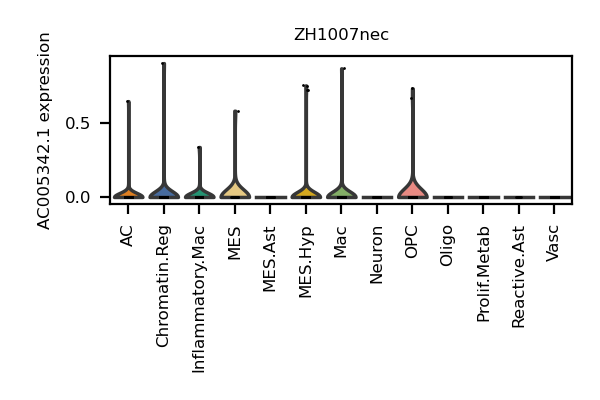 ZH1007nec
AC005342.1 expression
0.5
0.0
AC
Chromatin.Reg
Inflammatory.Mac
MES
MES.Ast
MES.Hyp
Mac
Neuron
OPC
Oligo
Prolif.Metab
Reactive.Ast
Vasc